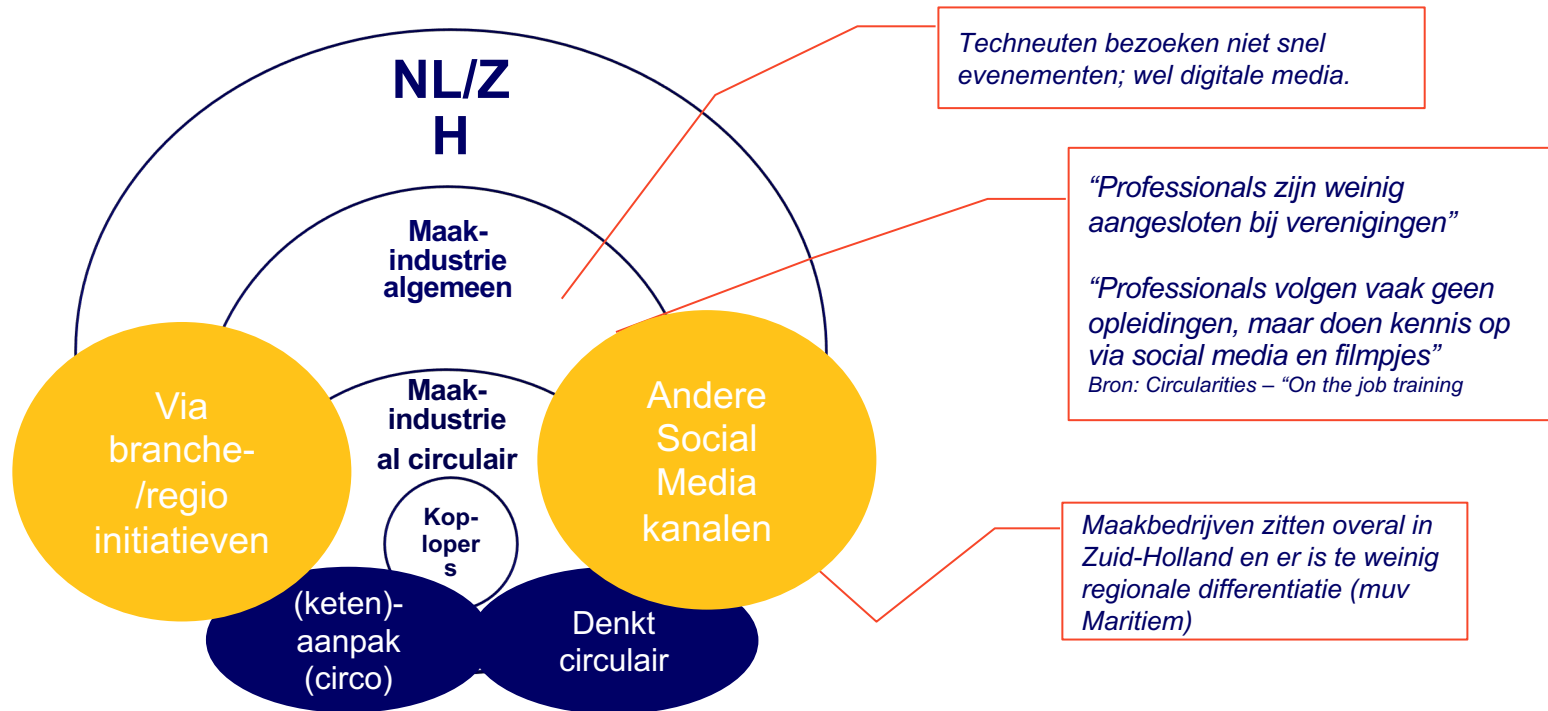 NL/Z
H
Maak-
industrie
algemeen
Maak-
industrie
al circulair
Kop-
loper
s
Via
branche-
/regio
initiatieven
Andere
Social
Media
kanalen
(keten)-
aanpak
(circo)
Denkt
circulair
Techneuten bezoeken niet snel
evenementen; wel digitale media.
“Professionals zijn weinig
aangesloten bij verenigingen”
“Professionals volgen vaak geen
opleidingen, maar doen kennis op
via social media en filmpjes”
Bron: Circularities – “On the job training
Maakbedrijven zitten overal in
Zuid-Holland en er is te weinig
regionale differentiatie (muv
Maritiem)